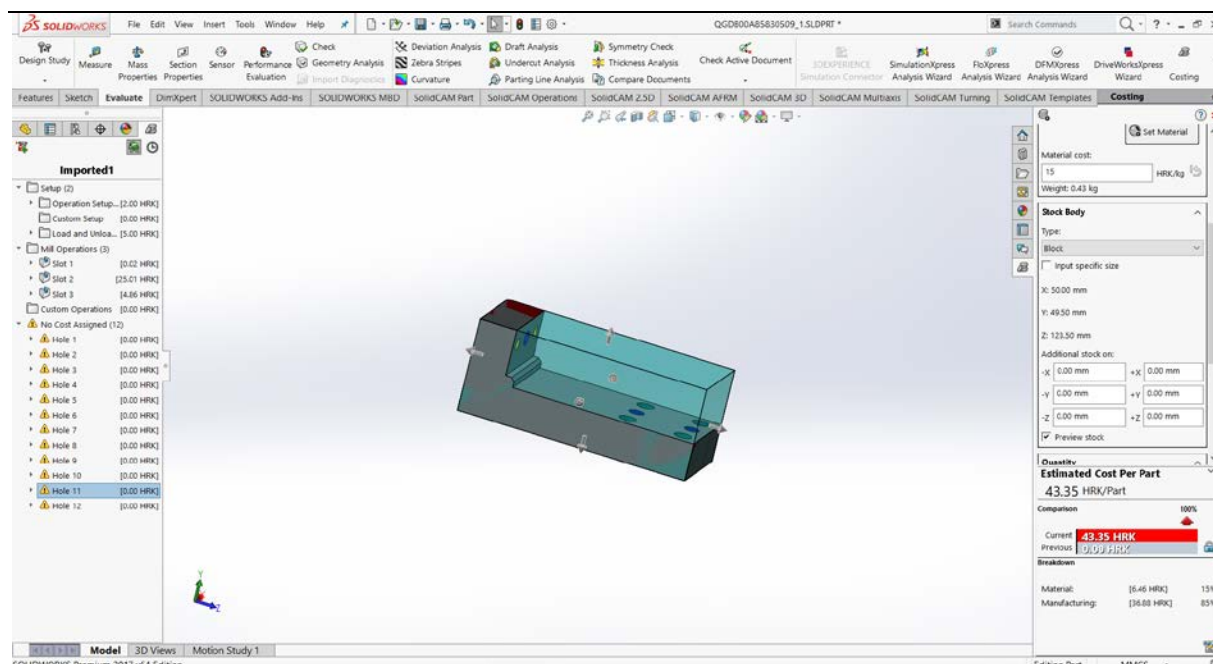 SOLIDWORKS File Edit View Insert Tools Window Help QGD800A85830509_1.SLDPRT * Search Commands
Design Study Measure Mass Properties Section Properties Sensor Performance Evaluation
Check
Geometry Analysis
Import Diagnostics
Deviation Analysis
Zebra Stripes
Curvature
Draft Analysis
Undercut Analysis
Parting Line Analysis
Symmetry Check
Thickness Analysis
Compare Documents
Check Active Document
3DEXPERIENCE Simulation Connector
SimulationXpress Analysis Wizard
FloXpress Analysis Wizard
DFMXpress Analysis Wizard
DriveWorksXpress Wizard
Costing
Features Sketch Evaluate DimXpert SOLIDWORKS Add-Ins SOLIDWORKS MBD SolidCAM Part SolidCAM Operations SolidCAM 2.5D SolidCAM AFRM SolidCAM 3D SolidCAM Multiaxis SolidCAM Turning SolidCAM Templates Costing
Imported1
Setup (2)
Operation Setup... [2.00 HRK]
Custom Setup [0.00 HRK]
Load and Unloa... [5.00 HRK]
Mill Operations (3)
Slot 1 [0.02 HRK]
Slot 2 [25.01 HRK]
Slot 3 [4.86 HRK]
Custom Operations [0.00 HRK]
No Cost Assigned (12)
Hole 1 [0.00 HRK]
Hole 2 [0.00 HRK]
Hole 3 [0.00 HRK]
Hole 4 [0.00 HRK]
Hole 5 [0.00 HRK]
Hole 6 [0.00 HRK]
Hole 7 [0.00 HRK]
Hole 8 [0.00 HRK]
Hole 9 [0.00 HRK]
Hole 10 [0.00 HRK]
Hole 11 [0.00 HRK]
Hole 12 [0.00 HRK]
Y
Z
Set Material
Material cost:
15 HRK/kg
Weight: 0.43 kg
Stock Body
Type:
Block
Input specific size
X: 50.00 mm
Y: 49.50 mm
Z: 123.50 mm
Additional stock on:
-X 0.00 mm +X 0.00 mm
-Y 0.00 mm +Y 0.00 mm
-Z 0.00 mm +Z 0.00 mm
Preview stock
Quantity
Estimated Cost Per Part
43.35 HRK/Part
Comparison 100%
Current 43.35 HRK
Previous 0.09 HRK
Breakdown
Material: [6.46 HRK] 15%
Manufacturing: [36.88 HRK] 85%
Model 3D Views Motion Study 1
SOLIDWORKS Premium 2017 x64 Edition Editing Part MMGS